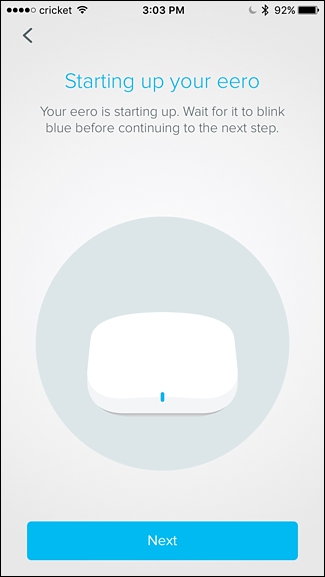 cricket 3:03 PM 92%
Starting up your eero
Your eero is starting up. Wait for it to blink
blue before continuing to the next step.
Next